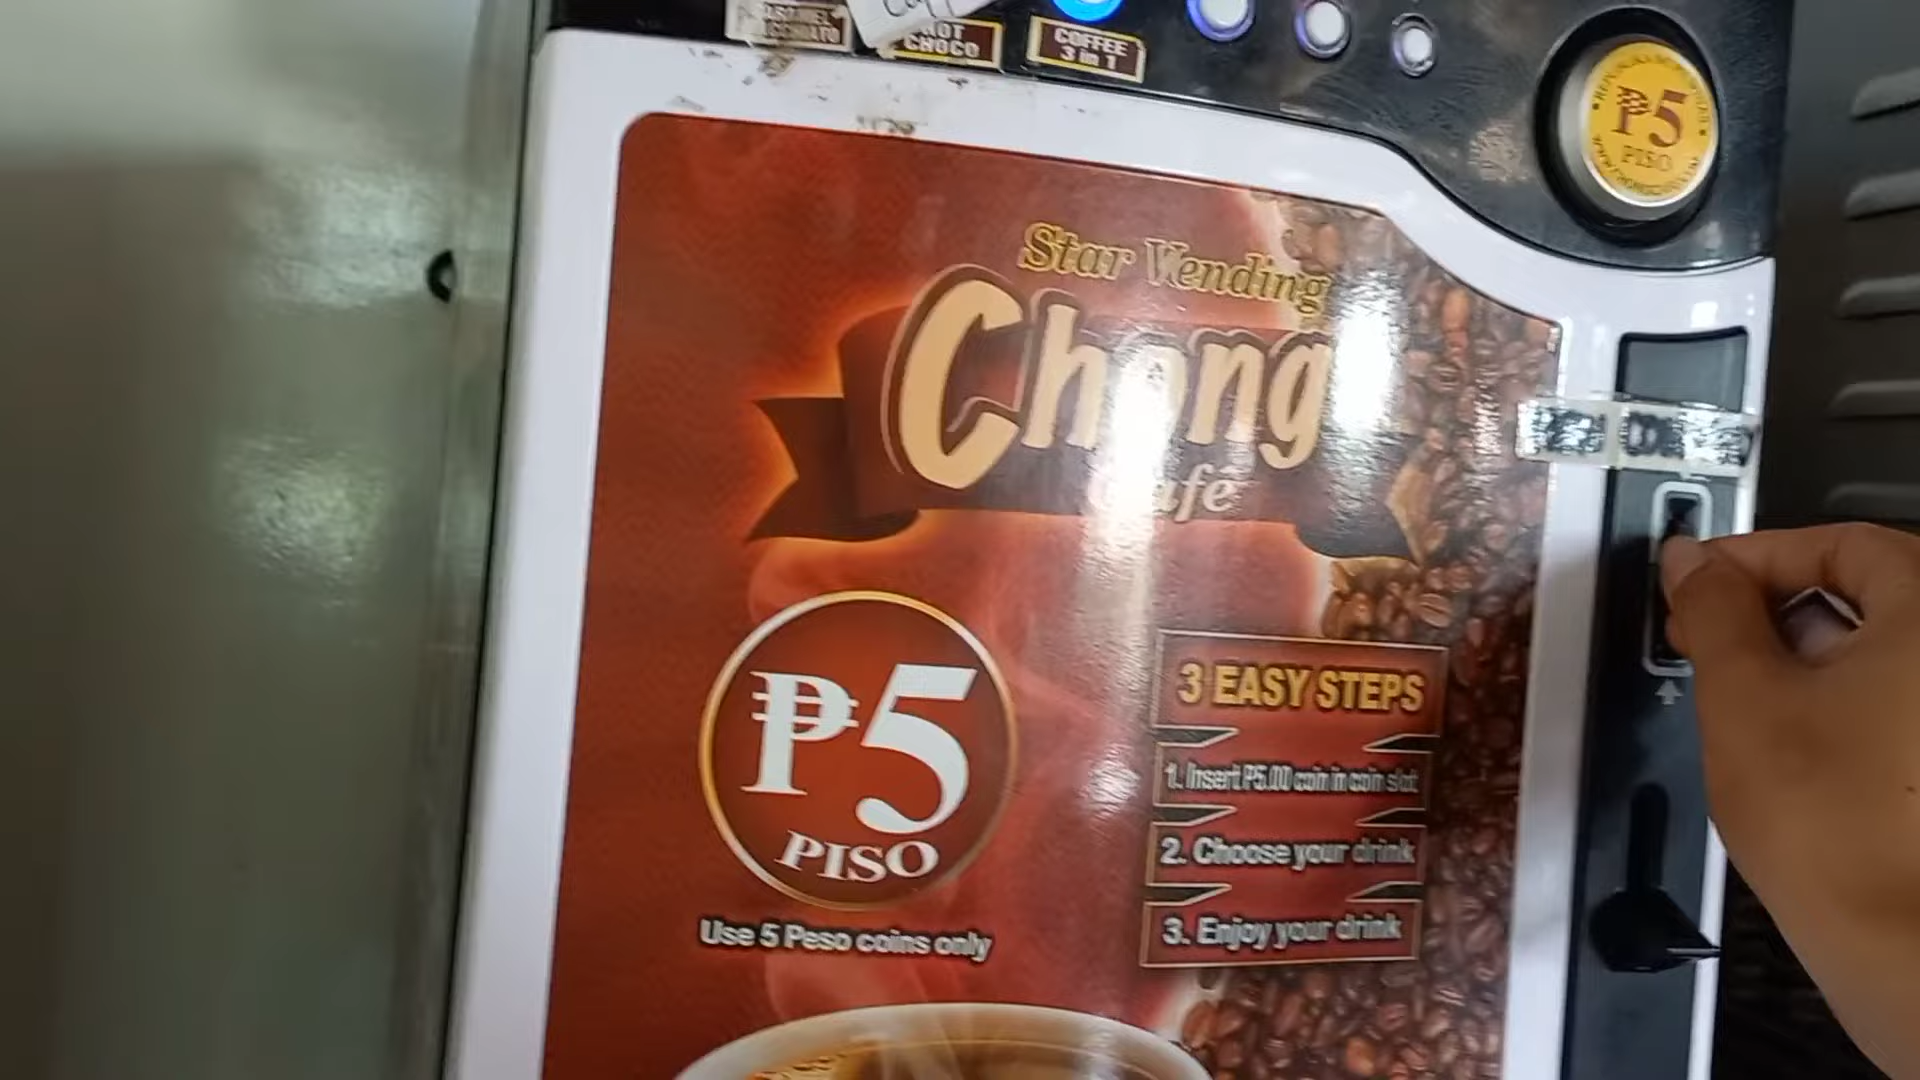 HOT
CHOCO
COFFEE
3 in 1
₱5
PISO
Star Vending
Chong
Café
₱5
PISO
Use 5 Peso coins only
3 EASY STEPS
1. Insert P5.00 coin in coin slot
2. Choose your drink
3. Enjoy your drink